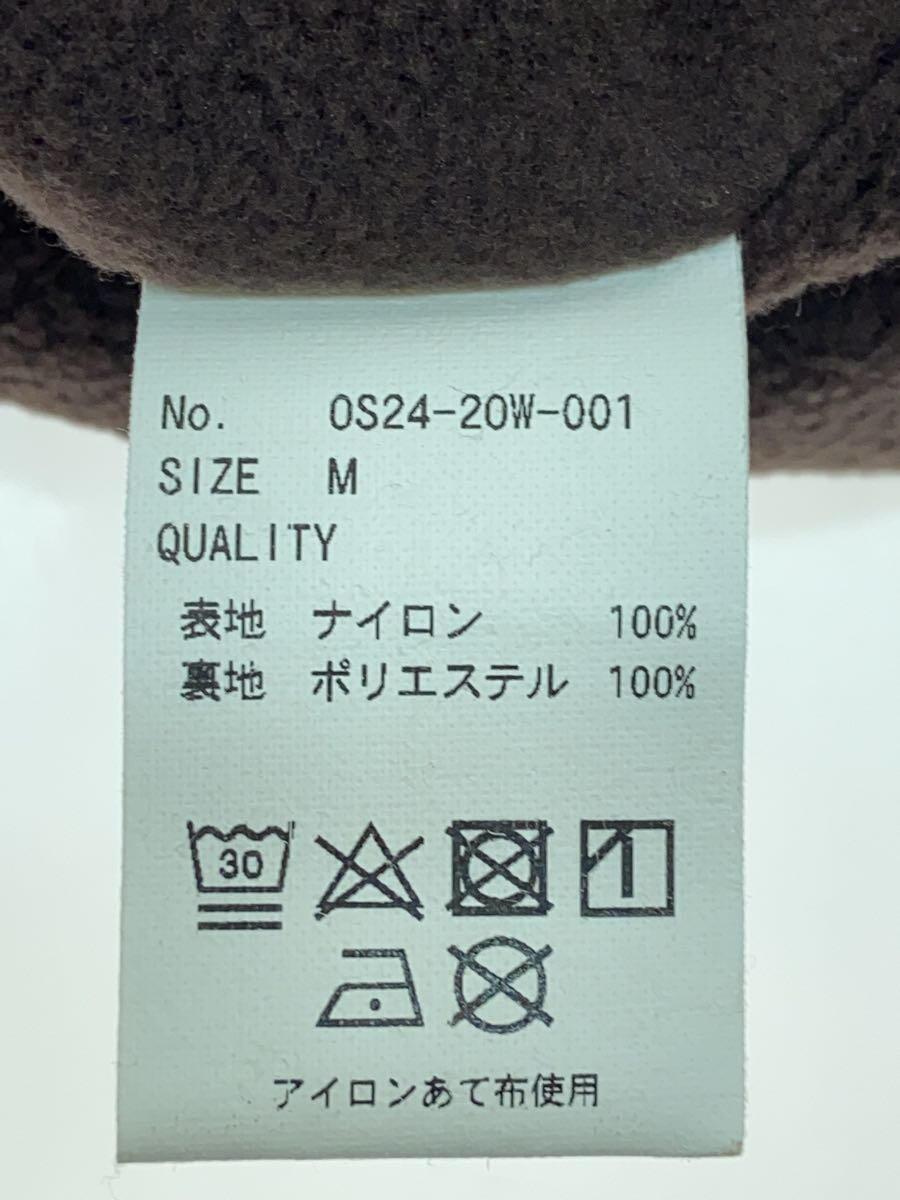 No. OS24-20W-001
SIZE M
QUALITY
表地 ナイロン 100%
裏地 ポリエステル 100%
30
アイロンあて布使用